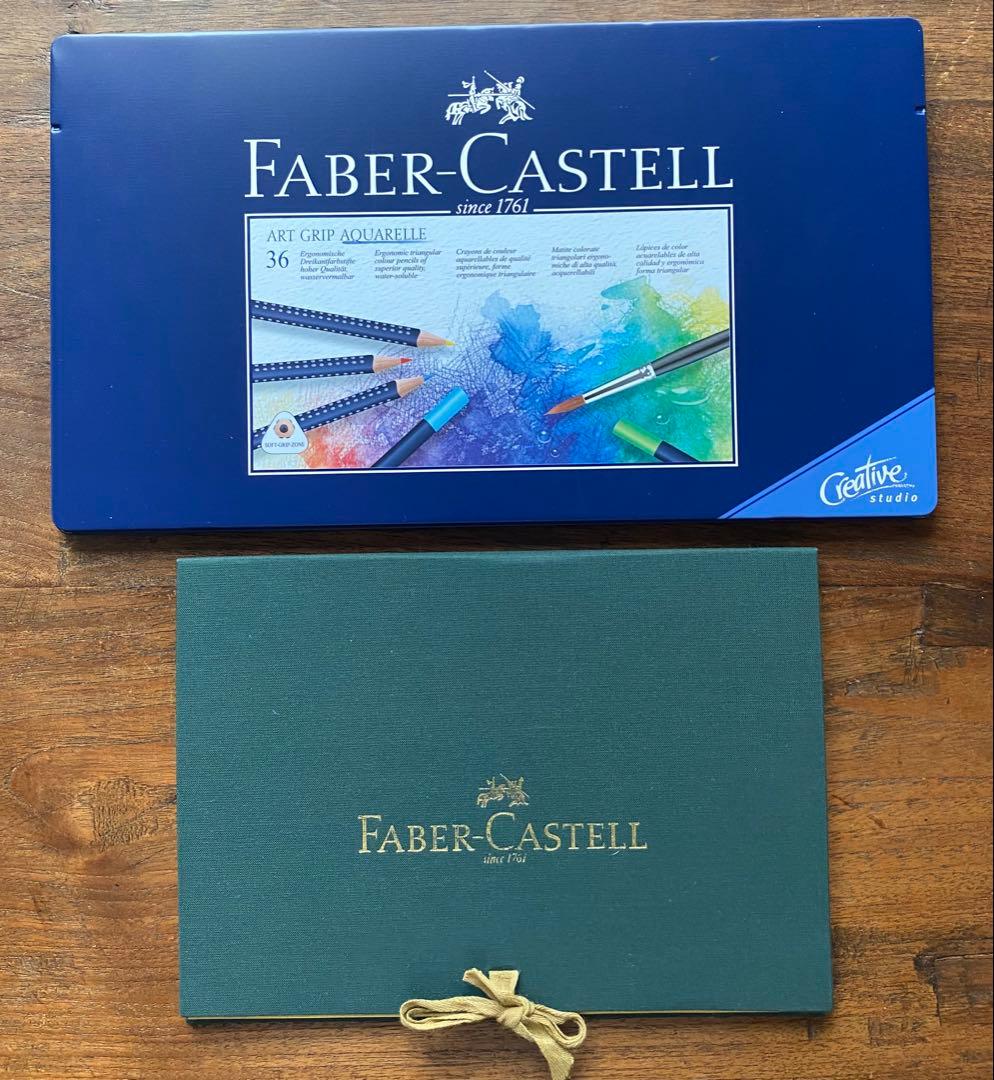 FABER-CASTELL
since 1761
ART GRIP AQUARELLE
36
Ergonomische
Dreikantfarbstifte
hoher Qualität,
wasservermalbar
Ergonomic triangular
colour pencils of
superior quality,
water-soluble
Crayons de couleur
aquarellables de qualité
supérieure, forme
ergonomique triangulaire
Matite colorate
triangolari ergono-
miche di alta qualità,
acquerellabili
Lápices de color
acuarelables de alta
calidad y ergonómica
forma triangular
SOFT-GRIP-ZONE
Creative
studio
FABER-CASTELL
since 1761